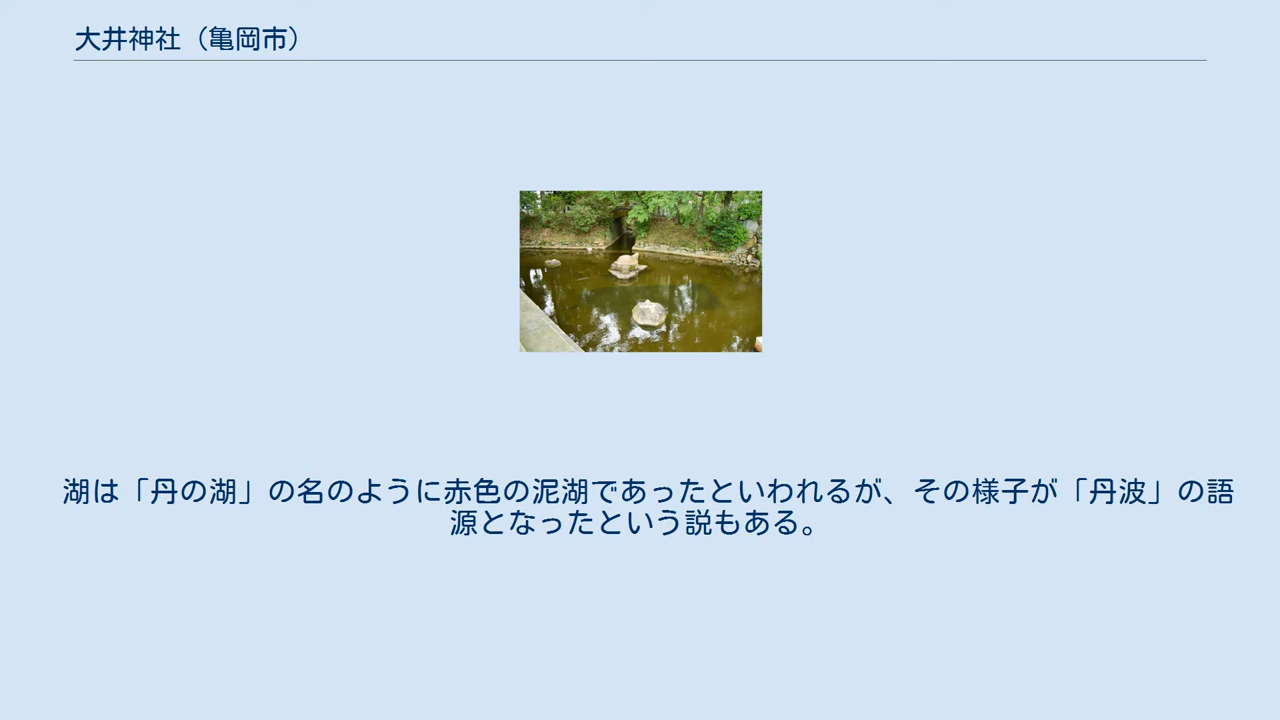 大井神社（亀岡市）
湖は「丹の湖」の名のように赤色の泥湖であったといわれるが、その様子が「丹波」の語
源となったという説もある。